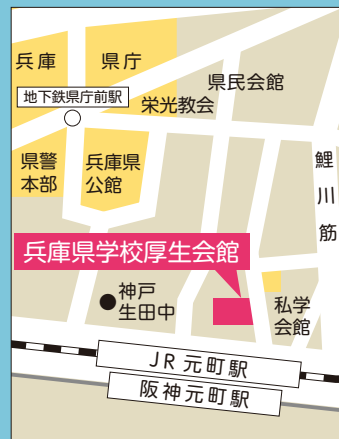 兵庫 県庁
県民会館
地下鉄県庁前駅
栄光教会
県警
本部
兵庫県
公館
鯉川筋
兵庫県学校厚生会館
神戸
生田中
私学
会館
JR元町駅
阪神元町駅